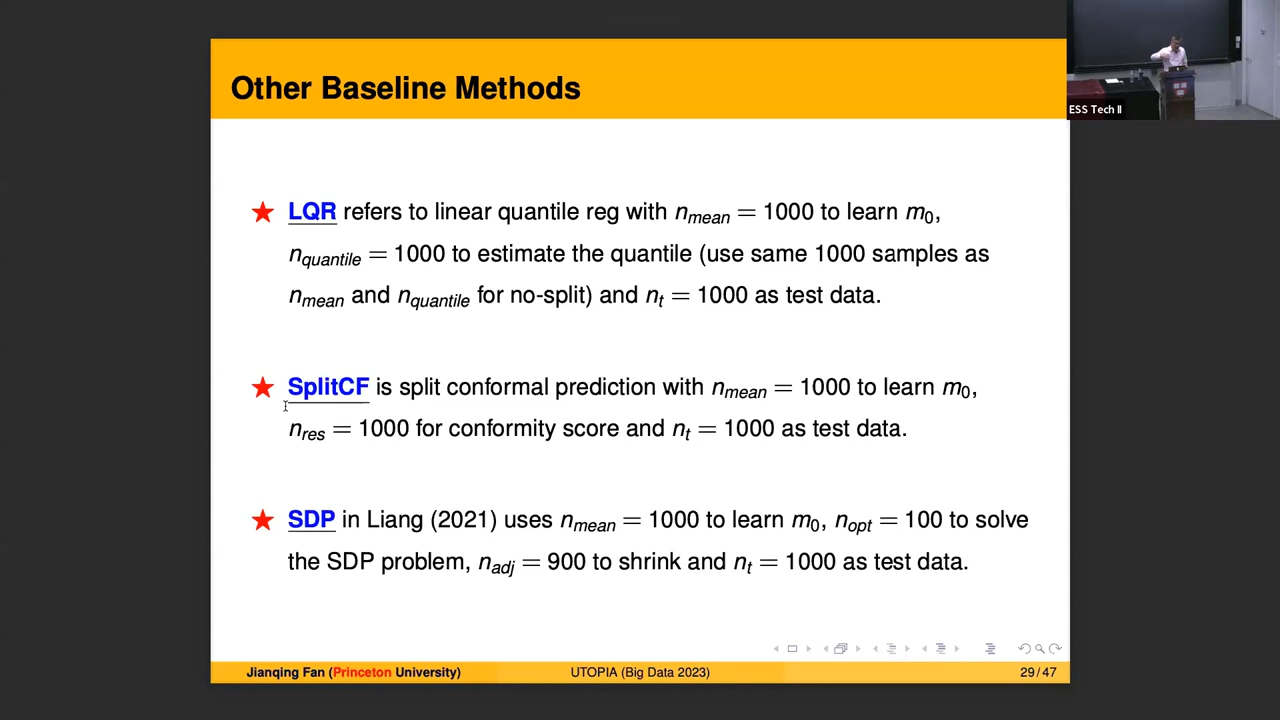 Other Baseline Methods
ESS Tech II
★ LQR refers to linear quantile reg with n_mean = 1000 to learn m_0,
n_quantile = 1000 to estimate the quantile (use same 1000 samples as
n_mean and n_quantile for no-split) and n_t = 1000 as test data.
★ SplitCF is split conformal prediction with n_mean = 1000 to learn m_0,
n_res = 1000 for conformity score and n_t = 1000 as test data.
★ SDP in Liang (2021) uses n_mean = 1000 to learn m_0, n_opt = 100 to solve
the SDP problem, n_adj = 900 to shrink and n_t = 1000 as test data.
Jianqing Fan (Princeton University) UTOPIA (Big Data 2023) 29/47